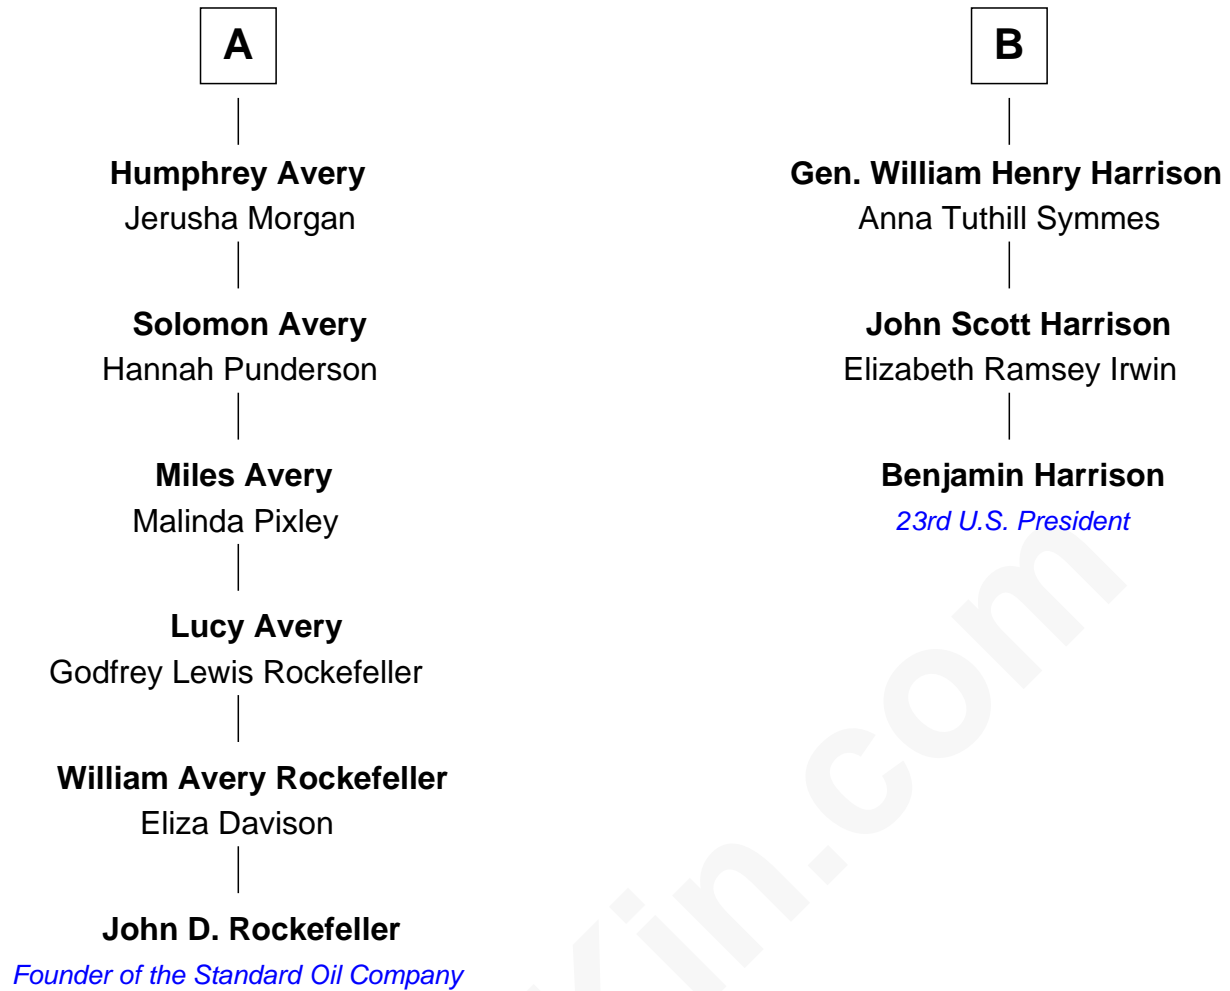 A
Humphrey Avery
Jerusha Morgan
Solomon Avery
Hannah Punderson
Miles Avery
Malinda Pixley
Lucy Avery
Godfrey Lewis Rockefeller
William Avery Rockefeller
Eliza Davison
John D. Rockefeller
Founder of the Standard Oil Company
B
Gen. William Henry Harrison
Anna Tuthill Symmes
John Scott Harrison
Elizabeth Ramsey Irwin
Benjamin Harrison
23rd U.S. President
Kin.com